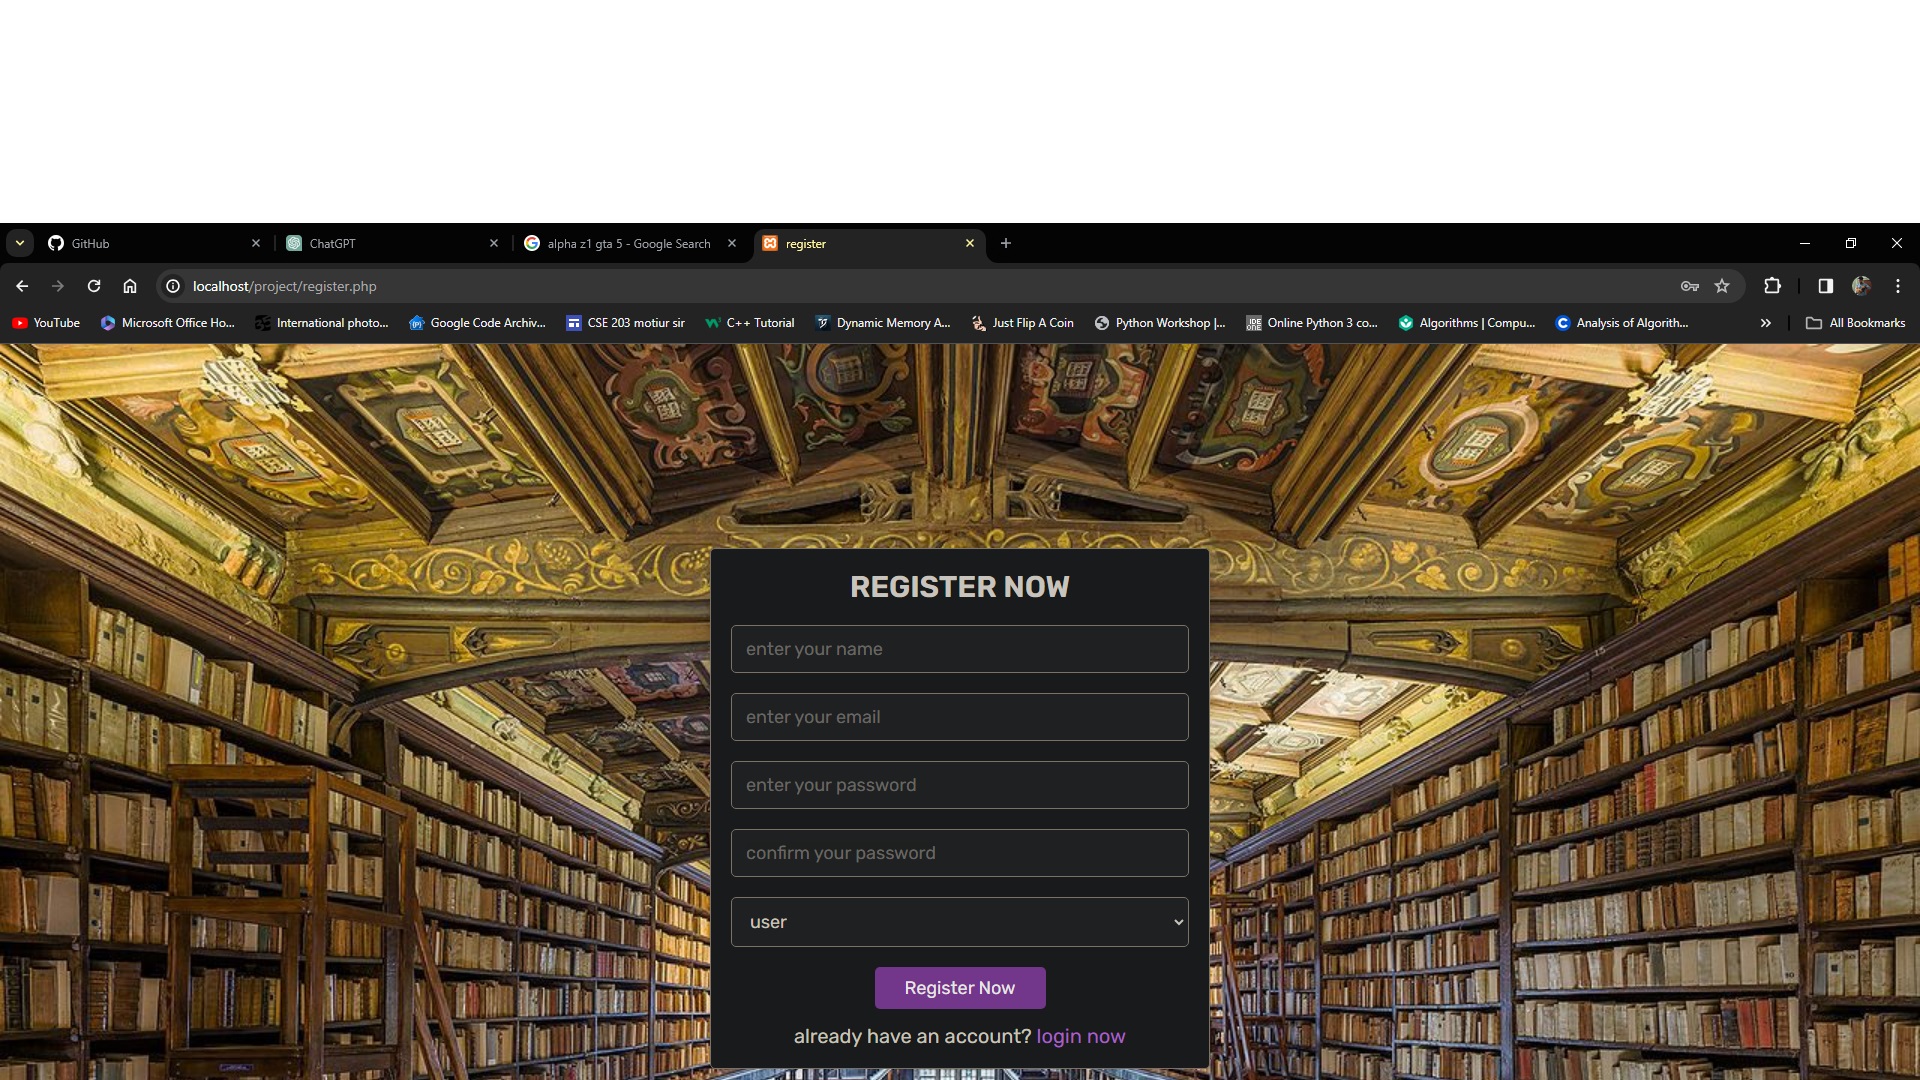 GitHub
ChatGPT
alpha z1 gta 5 - Google Search
register
localhost/project/register.php
YouTube
Microsoft Office Ho...
International photo...
Google Code Archiv...
CSE 203 motiur sir
C++ Tutorial
Dynamic Memory A...
Just Flip A Coin
Python Workshop |...
Online Python 3 co...
Algorithms | Compu...
Analysis of Algorith...
All Bookmarks
REGISTER NOW
enter your name
enter your email
enter your password
confirm your password
user
Register Now
already have an account? login now